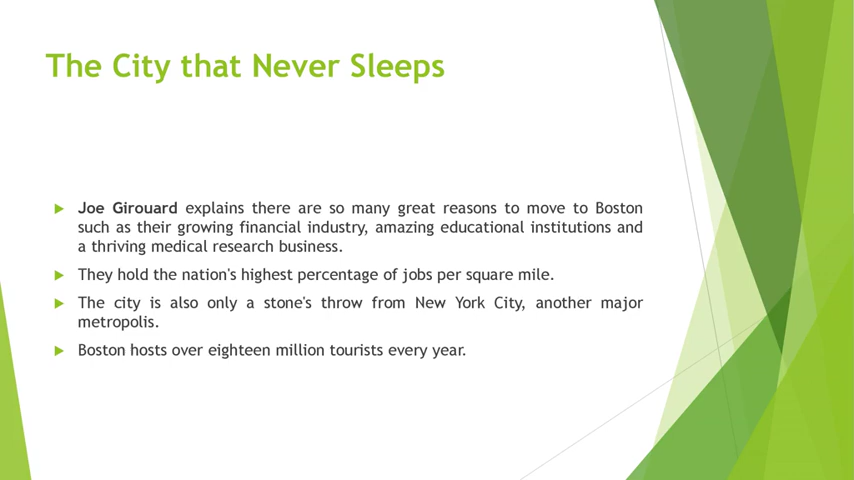 The City that Never Sleeps
Joe Girouard explains there are so many great reasons to move to Boston
such as their growing financial industry, amazing educational institutions and
a thriving medical research business.
They hold the nation's highest percentage of jobs per square mile.
The city is also only a stone's throw from New York City, another major
metropolis.
Boston hosts over eighteen million tourists every year.